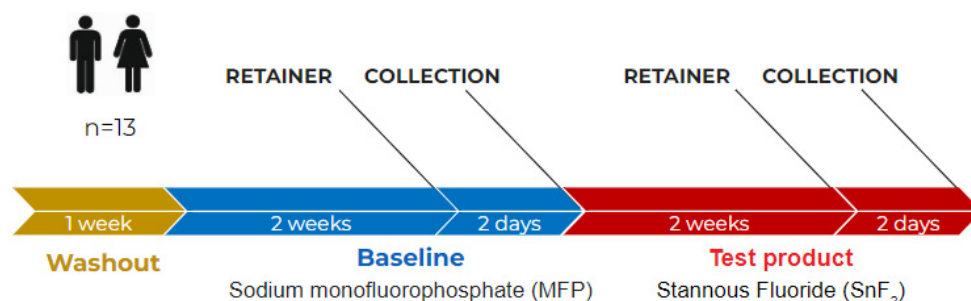 RETAINER COLLECTION RETAINER COLLECTION
n=13
1 week 2 weeks 2 days 2 weeks 2 days
Washout Baseline Test product
Sodium monofluorophosphate (MFP) Stannous Fluoride (SnF₂)